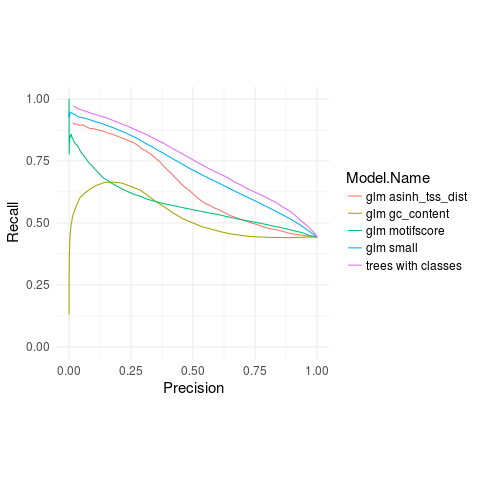 1.00
0.75
0.50
0.25
0.00
Recall
0.00 0.25 0.50 0.75 1.00
Precision
Model.Name
glm asinh_tss_dist
glm gc_content
glm motifscore
glm small
trees with classes